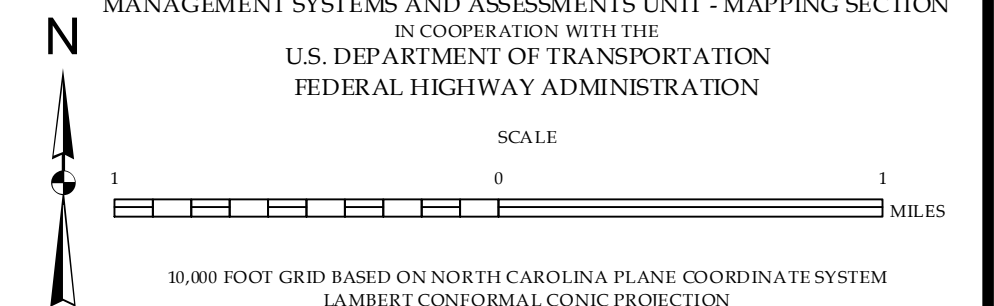 MANAGEMENT SYSTEMS AND ASSESSMENTS UNIT - MAPPING SECTION
N
IN COOPERATION WITH THE
U.S. DEPARTMENT OF TRANSPORTATION
FEDERAL HIGHWAY ADMINISTRATION
SCALE
1 0 1
MILES
10,000 FOOT GRID BASED ON NORTH CAROLINA PLANE COORDINATE SYSTEM
LAMBERT CONFORMAL CONIC PROJECTION